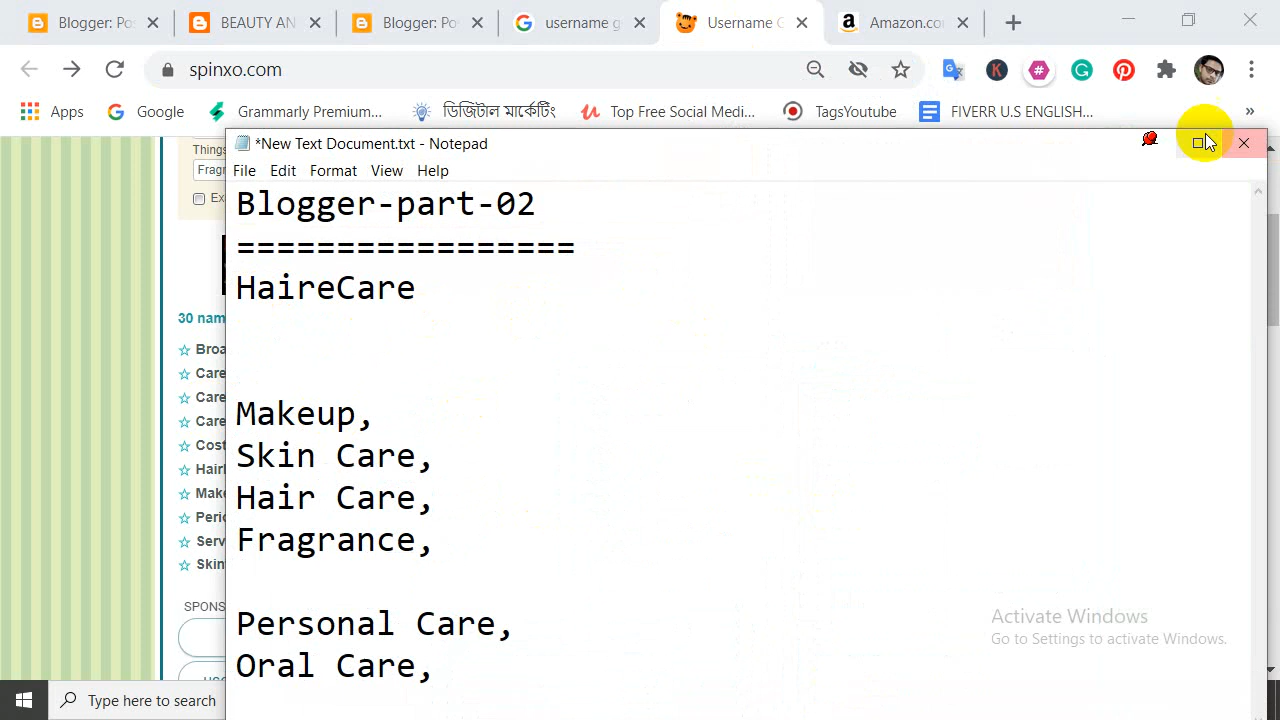 Blogger: Po
BEAUTY AN
Blogger: Po
username g
Username G
Amazon.co
spinxo.com
Apps
Google
Grammarly Premium...
ডিজিটাল মার্কেটিং
Top Free Social Medi...
TagsYoutube
FIVERR U.S ENGLISH...
»
Things
Fragr
Ex
*New Text Document.txt - Notepad
File Edit Format View Help
Blogger-part-02
=================
HaireCare
30 nam
Broa
Care
Care
Care
Cost
Hairl
Make
Peric
Serv
Skin
Makeup,
Skin Care,
Hair Care,
Fragrance,
SPONS
Personal Care,
Oral Care,
Activate Windows
Go to Settings to activate Windows.
Type here to search